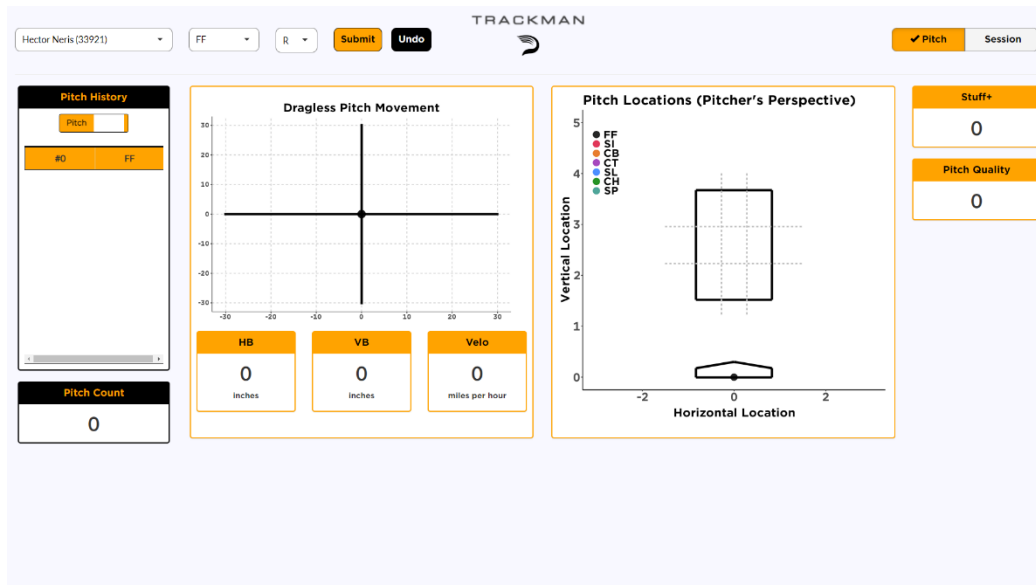 TRACKMAN
Hector Neris (33921)
FF
R
Submit
Undo
Pitch
Session
Pitch History
Pitch
#0 FF
Pitch Count
0
Dragless Pitch Movement
30
20
10
0
-10
-20
-30
-30 -20 -10 0 10 20 30
HB
0
inches
VB
0
inches
Velo
0
miles per hour
Pitch Locations (Pitcher's Perspective)
FF
SI
CB
CT
SL
CH
SP
Vertical Location
5
4
3
2
1
0
-2 0 2
Horizontal Location
Stuff+
0
Pitch Quality
0